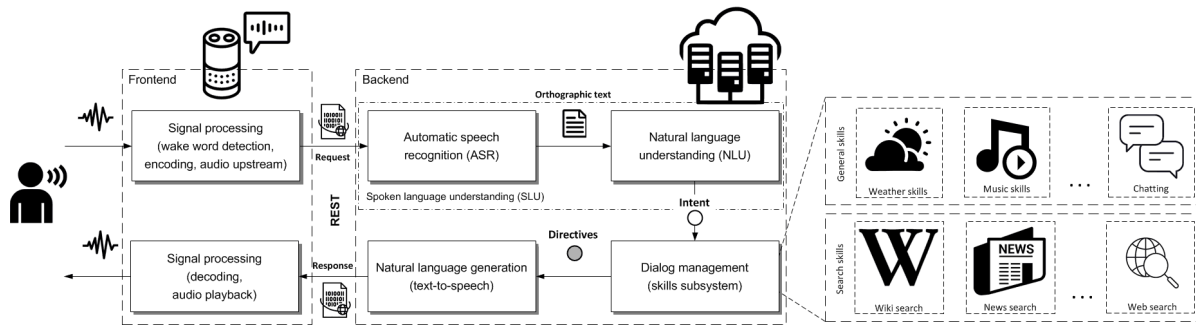 Frontend
Signal processing
(wake word detection,
encoding, audio upstream)
Signal processing
(decoding,
audio playback)
1010011
Request
REST
Response
1010011
Backend
Orthographic text
Automatic speech
recognition (ASR)
Natural language
understanding (NLU)
Spoken language understanding (SLU)
Intent
Directives
Natural language generation
(text-to-speech)
Dialog management
(skills subsystem)
General skills
Weather skills
Music skills
...
Chatting
Search skills
W
NEWS
Wiki search
News search
...
Web search